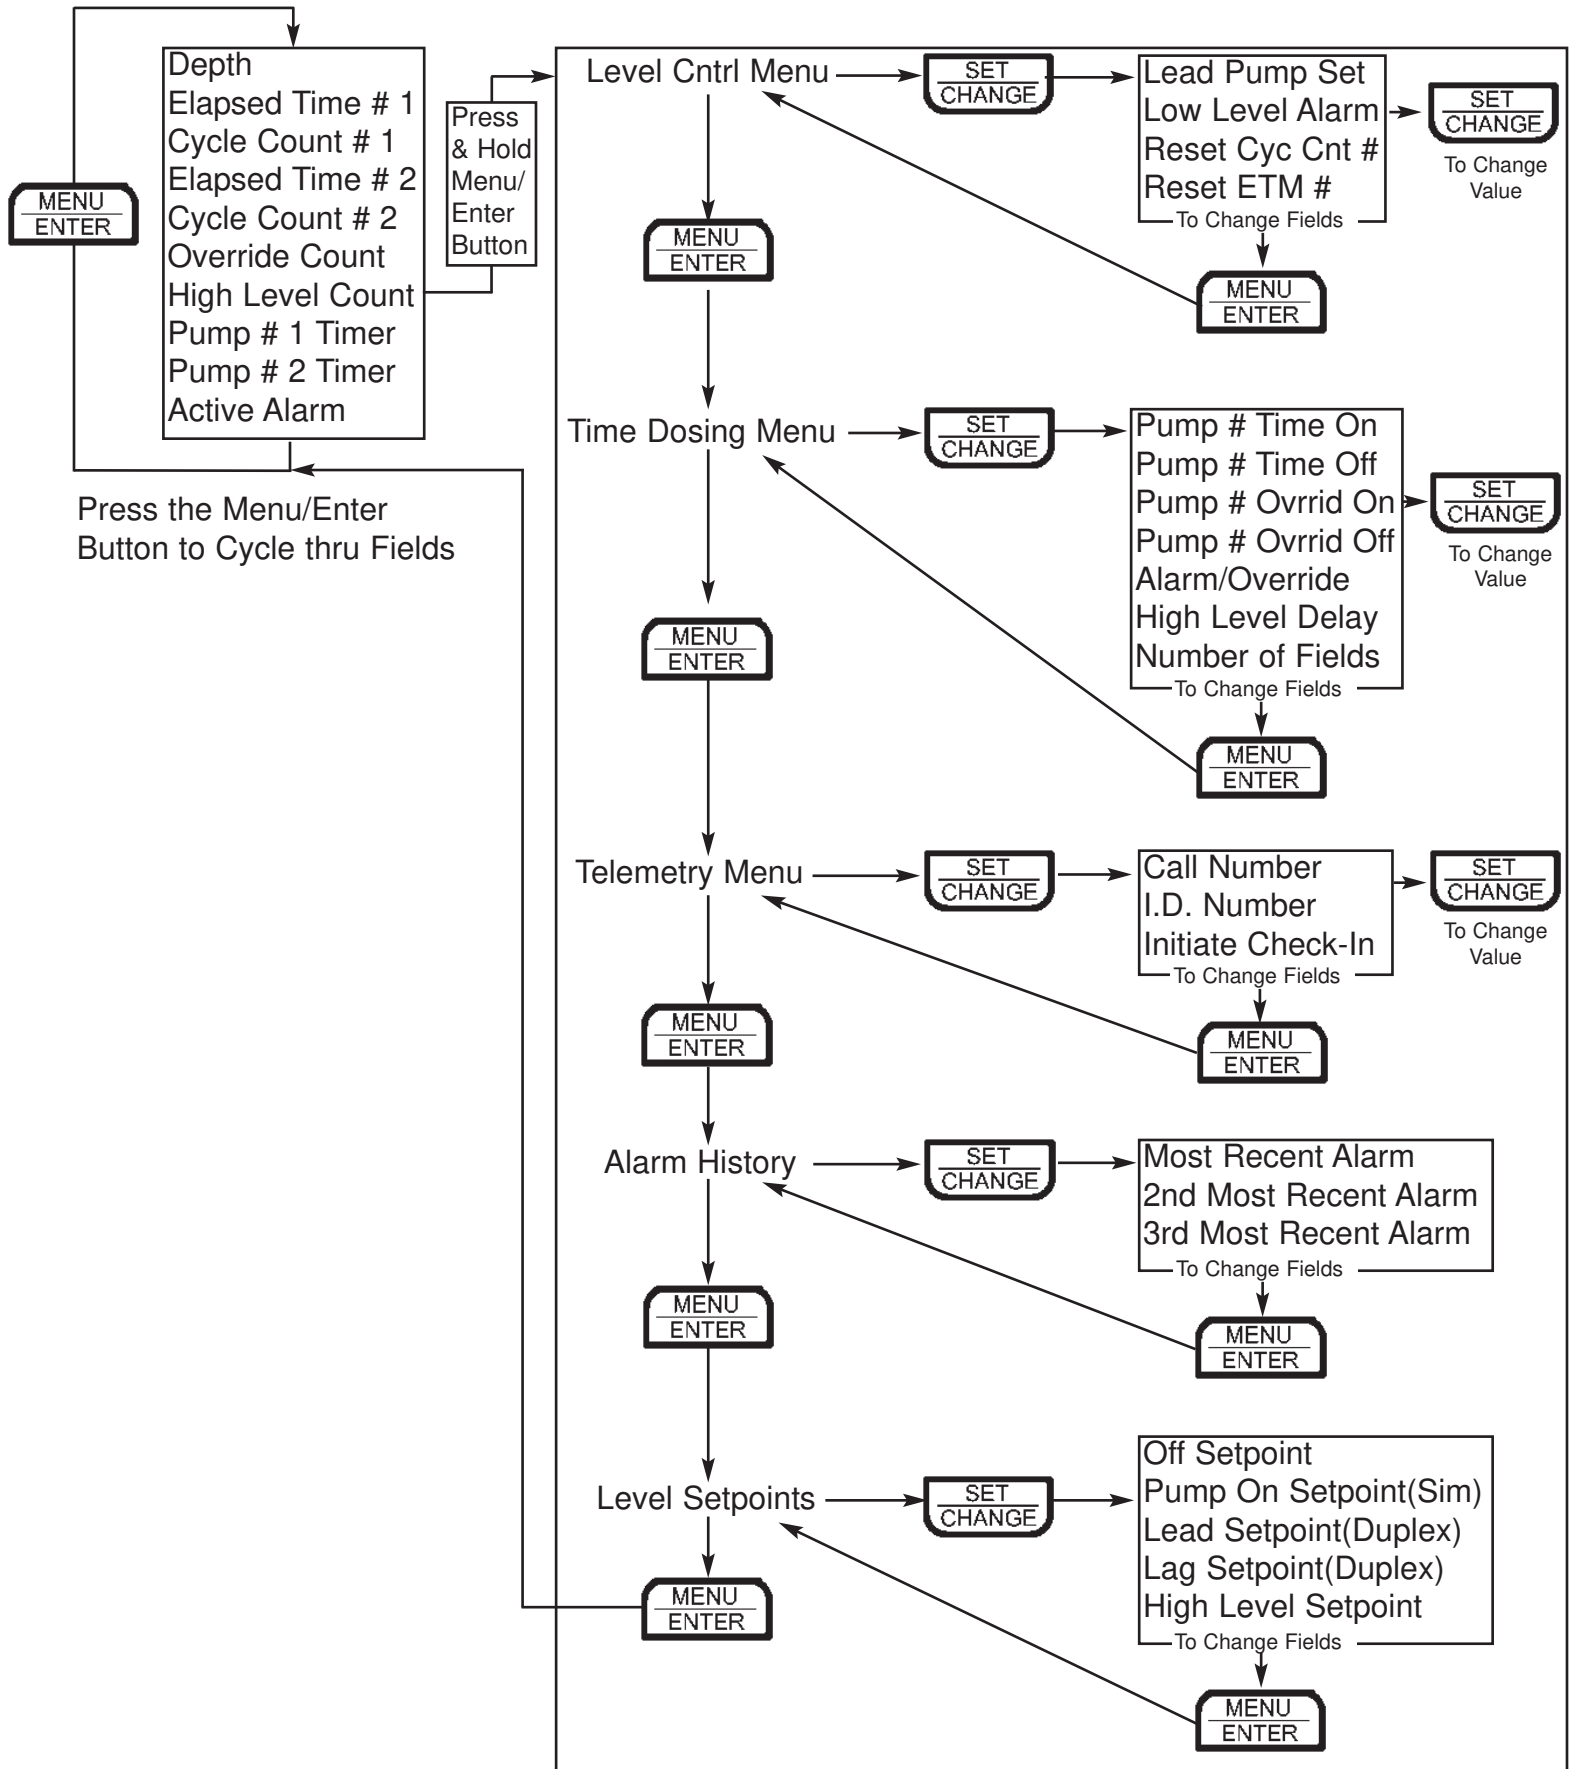 Depth
Elapsed Time # 1
Cycle Count # 1
Elapsed Time # 2
Cycle Count # 2
Override Count
High Level Count
Pump # 1 Timer
Pump # 2 Timer
Active Alarm
MENU
ENTER
Press the Menu/Enter
Button to Cycle thru Fields
Press
& Hold
Menu/
Enter
Button
Level Cntrl Menu
SET
CHANGE
Lead Pump Set
Low Level Alarm
Reset Cyc Cnt #
Reset ETM #
To Change Fields
SET
CHANGE
To Change
Value
MENU
ENTER
MENU
ENTER
Time Dosing Menu
SET
CHANGE
Pump # Time On
Pump # Time Off
Pump # Ovrrid On
Pump # Ovrrid Off
Alarm/Override
High Level Delay
Number of Fields
To Change Fields
SET
CHANGE
To Change
Value
MENU
ENTER
MENU
ENTER
Telemetry Menu
SET
CHANGE
Call Number
I.D. Number
Initiate Check-In
To Change Fields
SET
CHANGE
To Change
Value
MENU
ENTER
MENU
ENTER
Alarm History
SET
CHANGE
Most Recent Alarm
2nd Most Recent Alarm
3rd Most Recent Alarm
To Change Fields
MENU
ENTER
MENU
ENTER
Level Setpoints
SET
CHANGE
Off Setpoint
Pump On Setpoint(Sim)
Lead Setpoint(Duplex)
Lag Setpoint(Duplex)
High Level Setpoint
To Change Fields
MENU
ENTER
MENU
ENTER